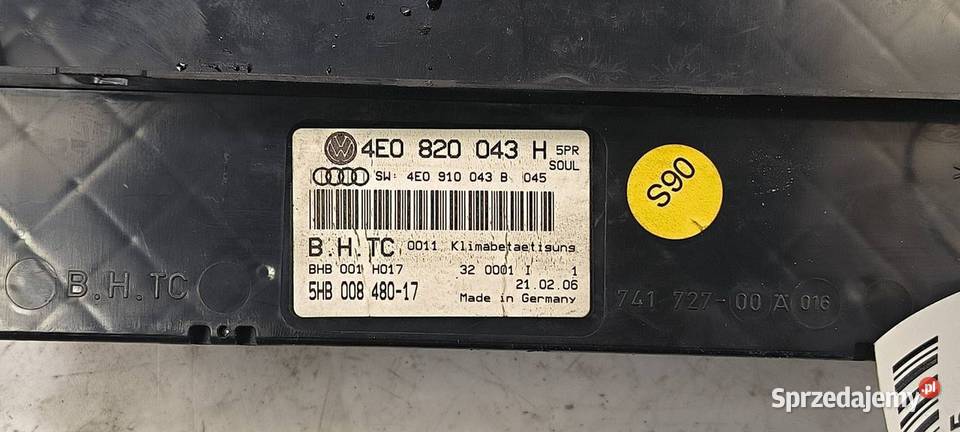 4E0 820 043 H 5PR
SOUL
SW: 4E0 910 043 B 045
B.H.TC 0011 Klimabetaetigung
BHB 001 H017 32 0001 I 1
5HB 008 480-17 21.02.06
Made in Germany
S90
B.H.TC
741 727-00 A 016
Sprzedajemy.pl